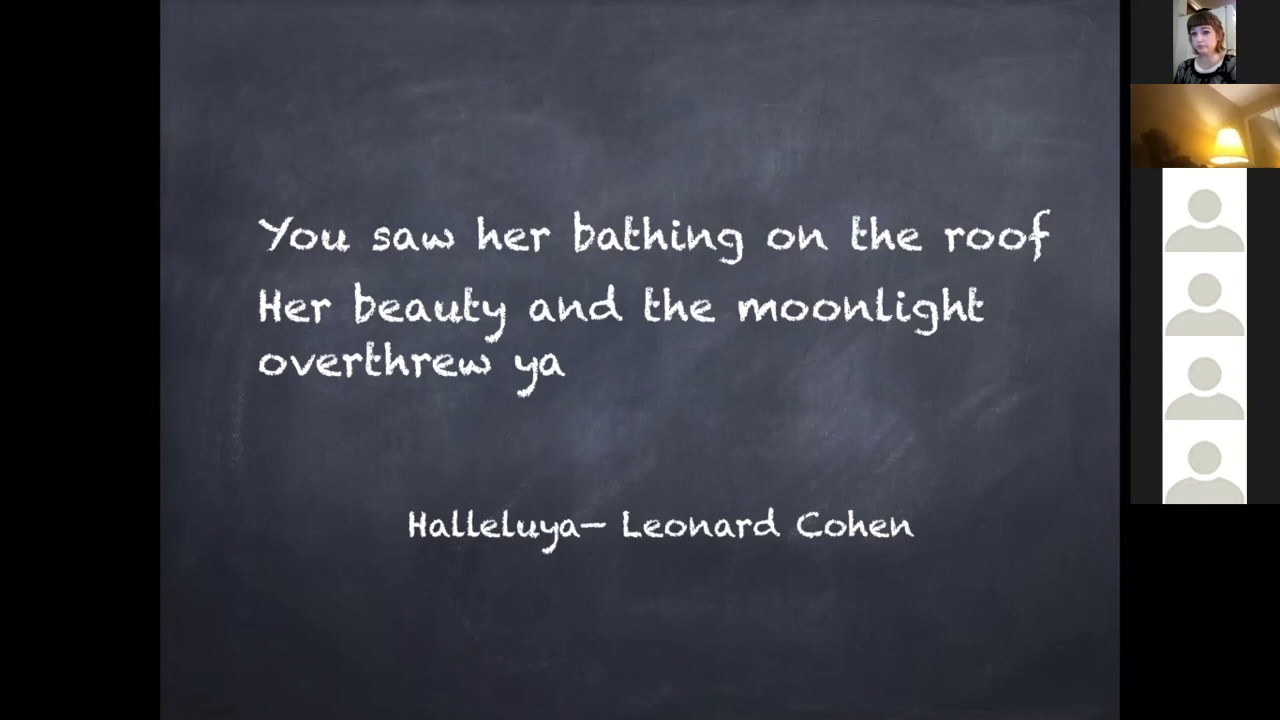 You saw her bathing on the roof
Her beauty and the moonlight
overthrew ya
Halleluya— Leonard Cohen